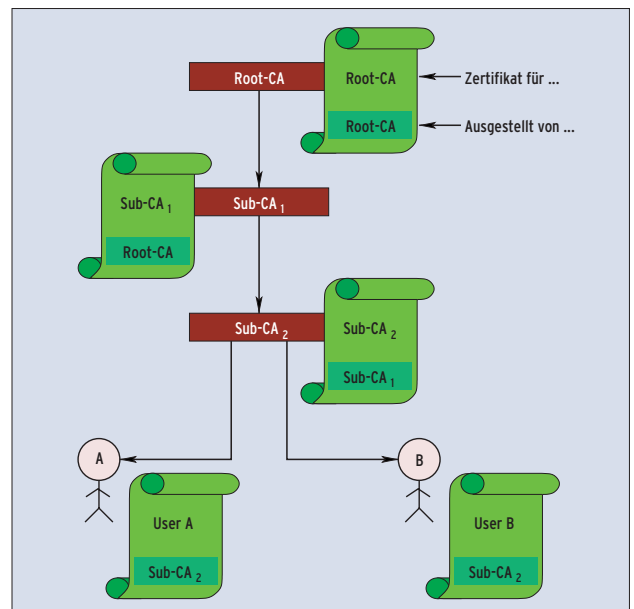 Root-CA
Root-CA
Zertifikat für ...
Root-CA
Ausgestellt von ...
Sub-CA 1
Sub-CA 1
Root-CA
Sub-CA 2
Sub-CA 2
Sub-CA 1
A
B
User A
User B
Sub-CA 2
Sub-CA 2